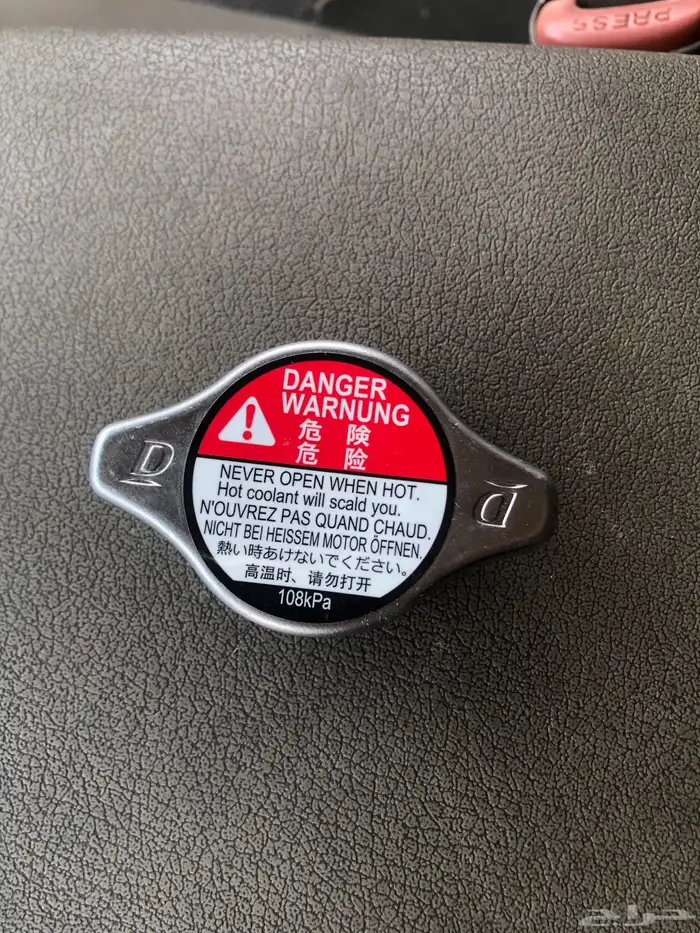 PRESS
DANGER
WARNUNG
危 険
危 险
NEVER OPEN WHEN HOT.
Hot coolant will scald you.
N'OUVREZ PAS QUAND CHAUD.
NICHT BEI HEISSEM MOTOR ÖFFNEN.
熱い時あけないでください。
高温时、请勿打开
108kPa
D
D